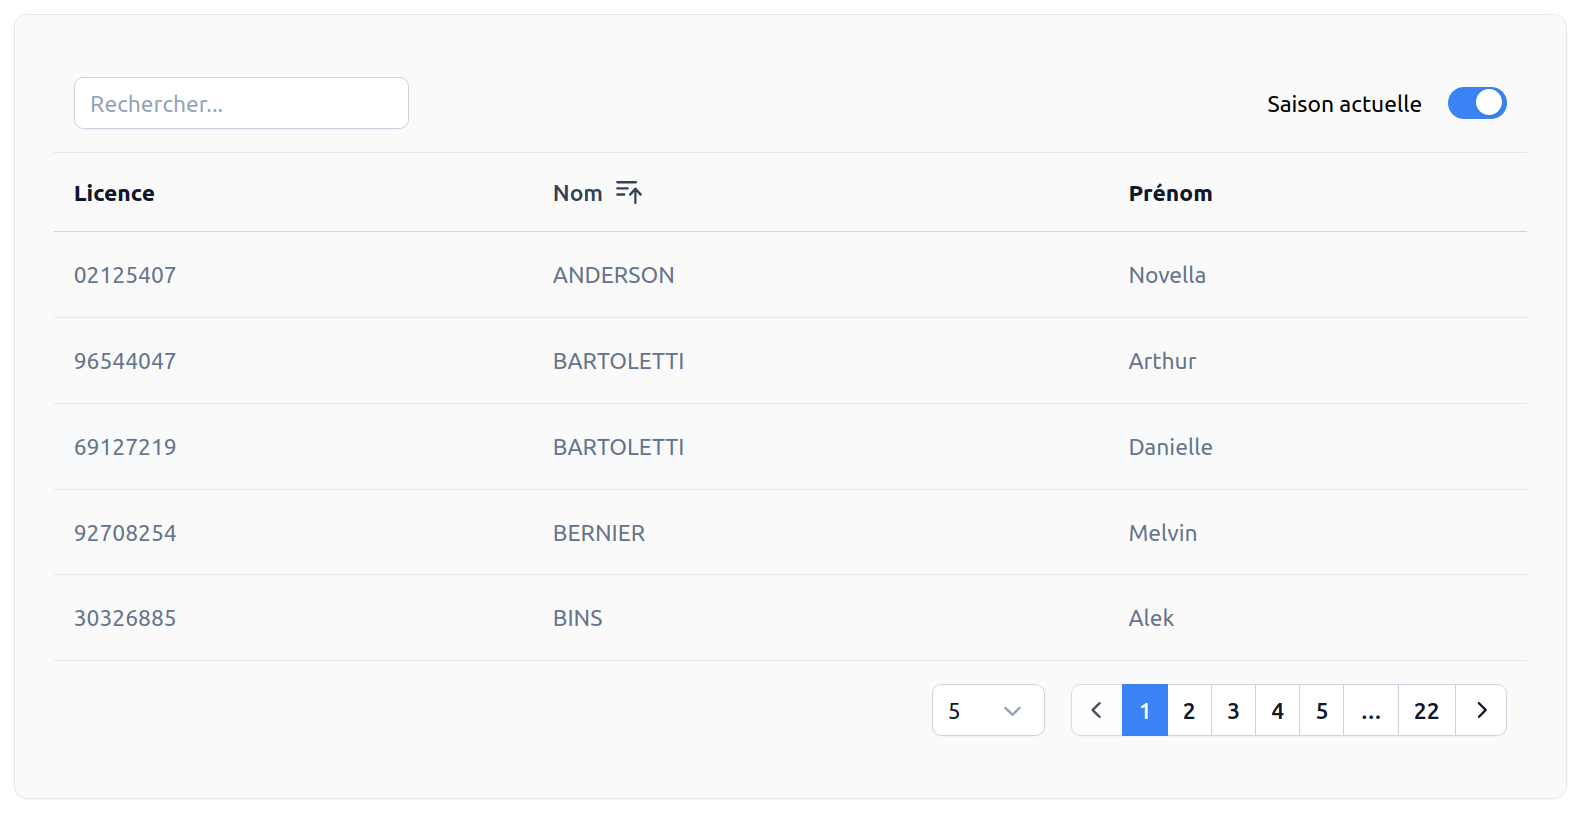 Rechercher...
Saison actuelle
Licence Nom Prénom
02125407 ANDERSON Novella
96544047 BARTOLETTI Arthur
69127219 BARTOLETTI Danielle
92708254 BERNIER Melvin
30326885 BINS Alek
5 1 2 3 4 5 ... 22